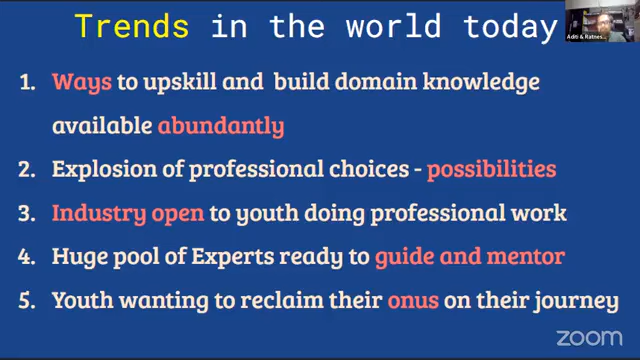 Trends in the world today
Aditi & Ratnes...
1. Ways to upskill and build domain knowledge
available abundantly
2. Explosion of professional choices - possibilities
3. Industry open to youth doing professional work
4. Huge pool of Experts ready to guide and mentor
5. Youth wanting to reclaim their onus on their journey
zoom